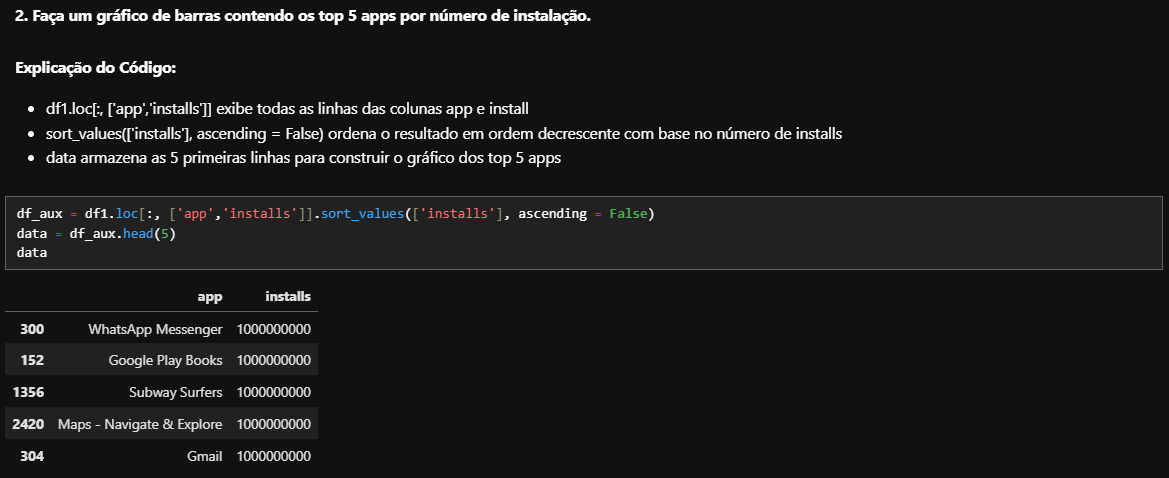 2. Faça um gráfico de barras contendo os top 5 apps por número de instalação.
Explicação do Código:
• df1.loc[:, ['app','installs']] exibe todas as linhas das colunas app e install
• sort_values(['installs'], ascending = False) ordena o resultado em ordem decrescente com base no número de installs
• data armazena as 5 primeiras linhas para construir o gráfico dos top 5 apps
df_aux = df1.loc[:, ['app','installs']].sort_values(['installs'], ascending = False)
data = df_aux.head(5)
data
app installs
300 WhatsApp Messenger 1000000000
152 Google Play Books 1000000000
1356 Subway Surfers 1000000000
2420 Maps - Navigate & Explore 1000000000
304 Gmail 1000000000